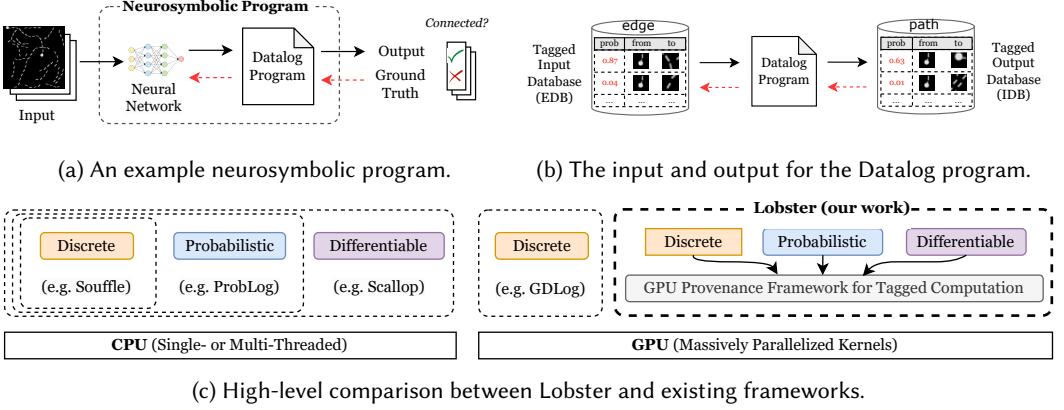 Neurosymbolic Program
Connected?
Input
Neural
Network
Datalog
Program
Output
Ground
Truth
(a) An example neurosymbolic program.
Tagged
Input
Database
(EDB)
edge
prob from to
0.87
0.04
.... .... ....
Datalog
Program
path
prob from to
0.63
0.01
.... .... ....
Tagged
Output
Database
(IDB)
(b) The input and output for the Datalog program.
Discrete
(e.g. Souffle)
Probabilistic
(e.g. ProbLog)
Differentiable
(e.g. Scallop)
CPU (Single- or Multi-Threaded)
Discrete
(e.g. GDLog)
Lobster (our work)
Discrete
Probabilistic
Differentiable
GPU Provenance Framework for Tagged Computation
GPU (Massively Parallelized Kernels)
(c) High-level comparison between Lobster and existing frameworks.